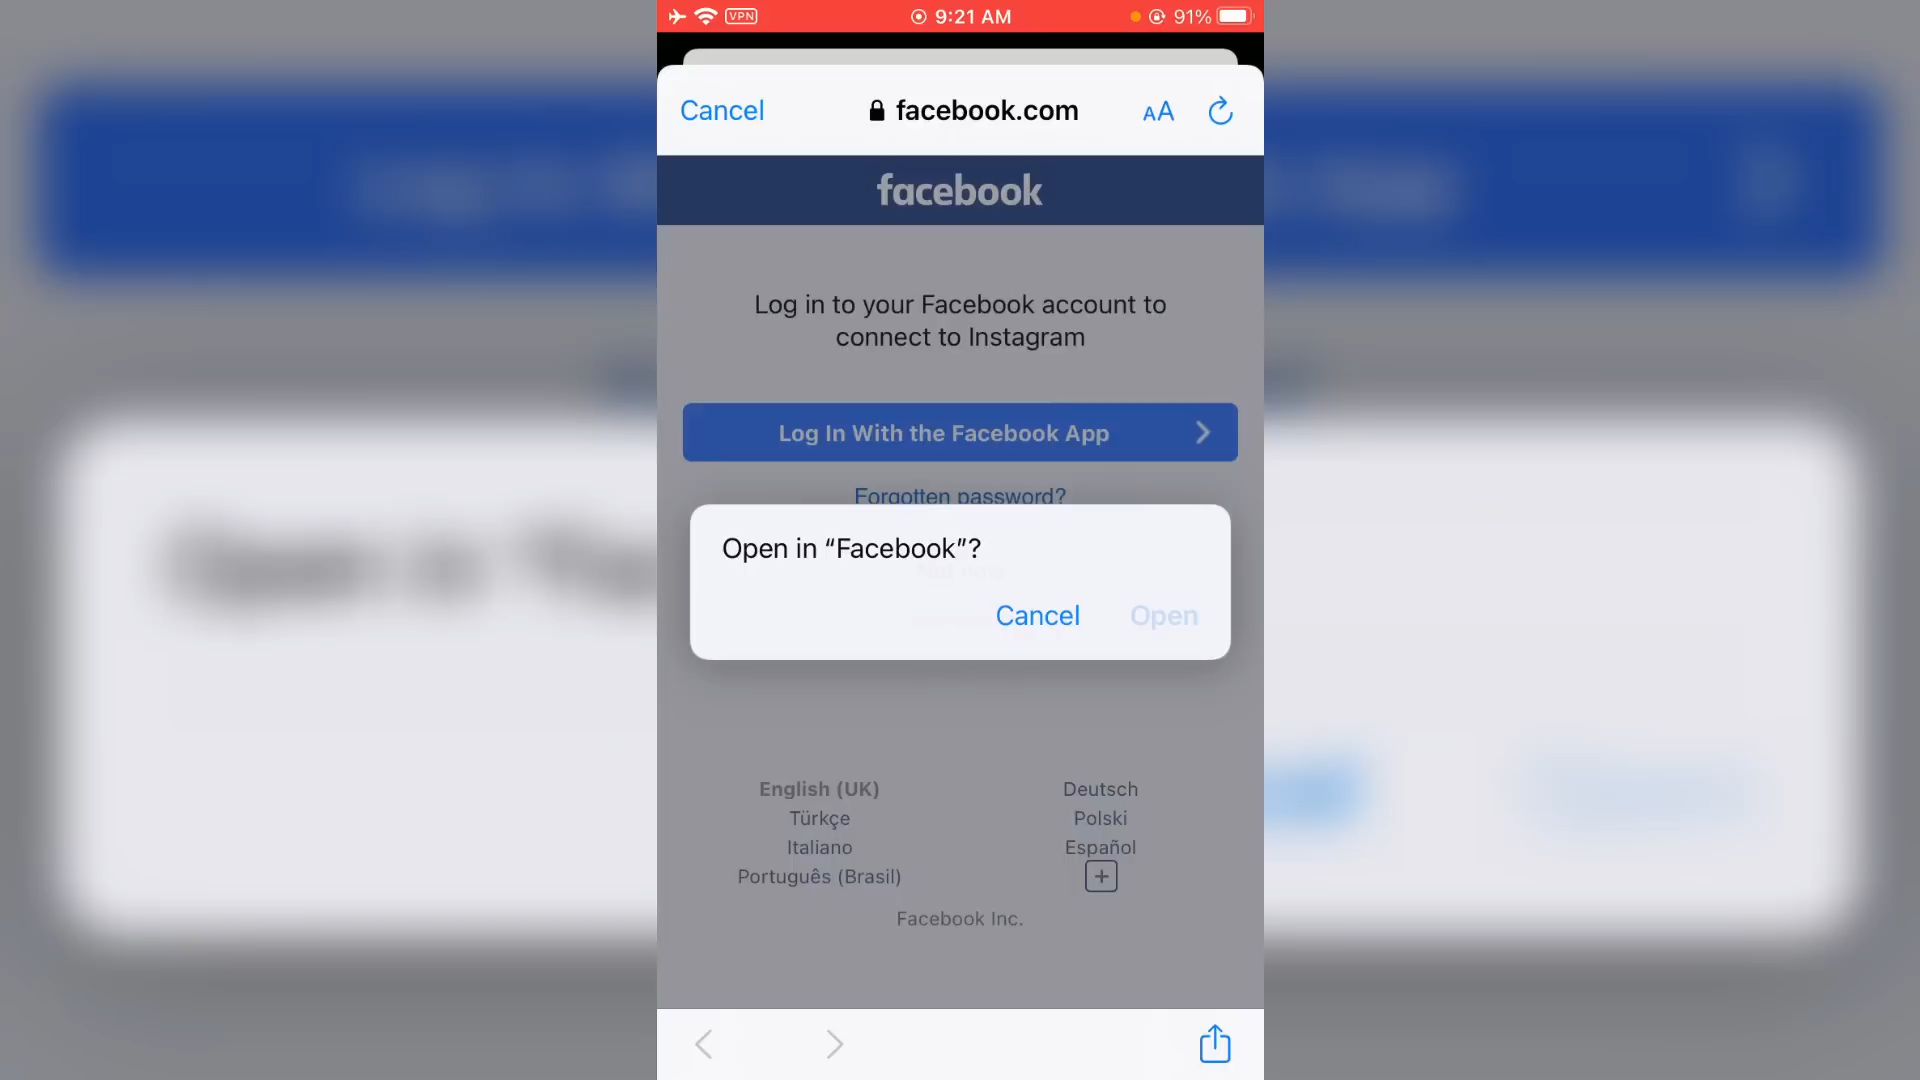 VPN 9:21 AM 91%
Cancel facebook.com AA
facebook
Log in to your Facebook account to
connect to Instagram
Log In With the Facebook App
Forgotten password?
Open in “Facebook”?
Not now
Cancel Open
English (UK) Deutsch
Türkçe Polski
Italiano Español
Português (Brasil)
Facebook Inc.